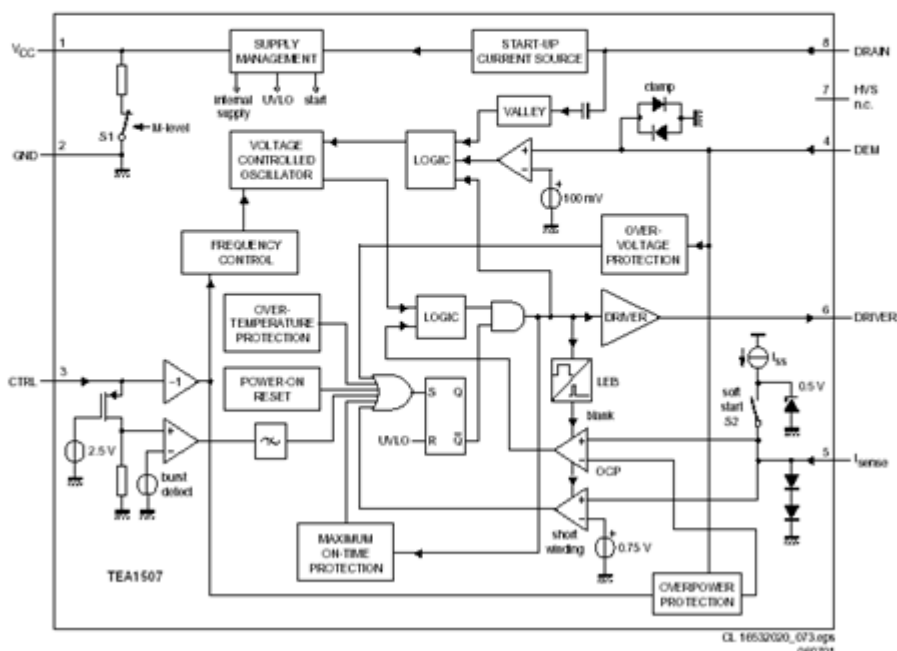 VCC
1
SUPPLY
MANAGEMENT
START-UP
CURRENT SOURCE
8
DRAIN
internal
supply
UVLO
start
clamp
7
HVS
n.c.
VALLEY
S1
M-level
GND
2
VOLTAGE
CONTROLLED
OSCILLATOR
LOGIC
4
DEM
100 mV
FREQUENCY
CONTROL
OVER-
VOLTAGE
PROTECTION
OVER-
TEMPERATURE
PROTECTION
LOGIC
DRIVER
6
DRIVER
Iss
CTRL
3
–1
POWER-ON
RESET
S
Q
LEB
0.5 V
soft
start
S2
blank
2.5 V
UVLO
R
Q
burst
detect
OCP
5
Isense
short
winding
0.75 V
MAXIMUM
ON-TIME
PROTECTION
TEA1507
OVERPOWER
PROTECTION
CL 16532020_073.eps